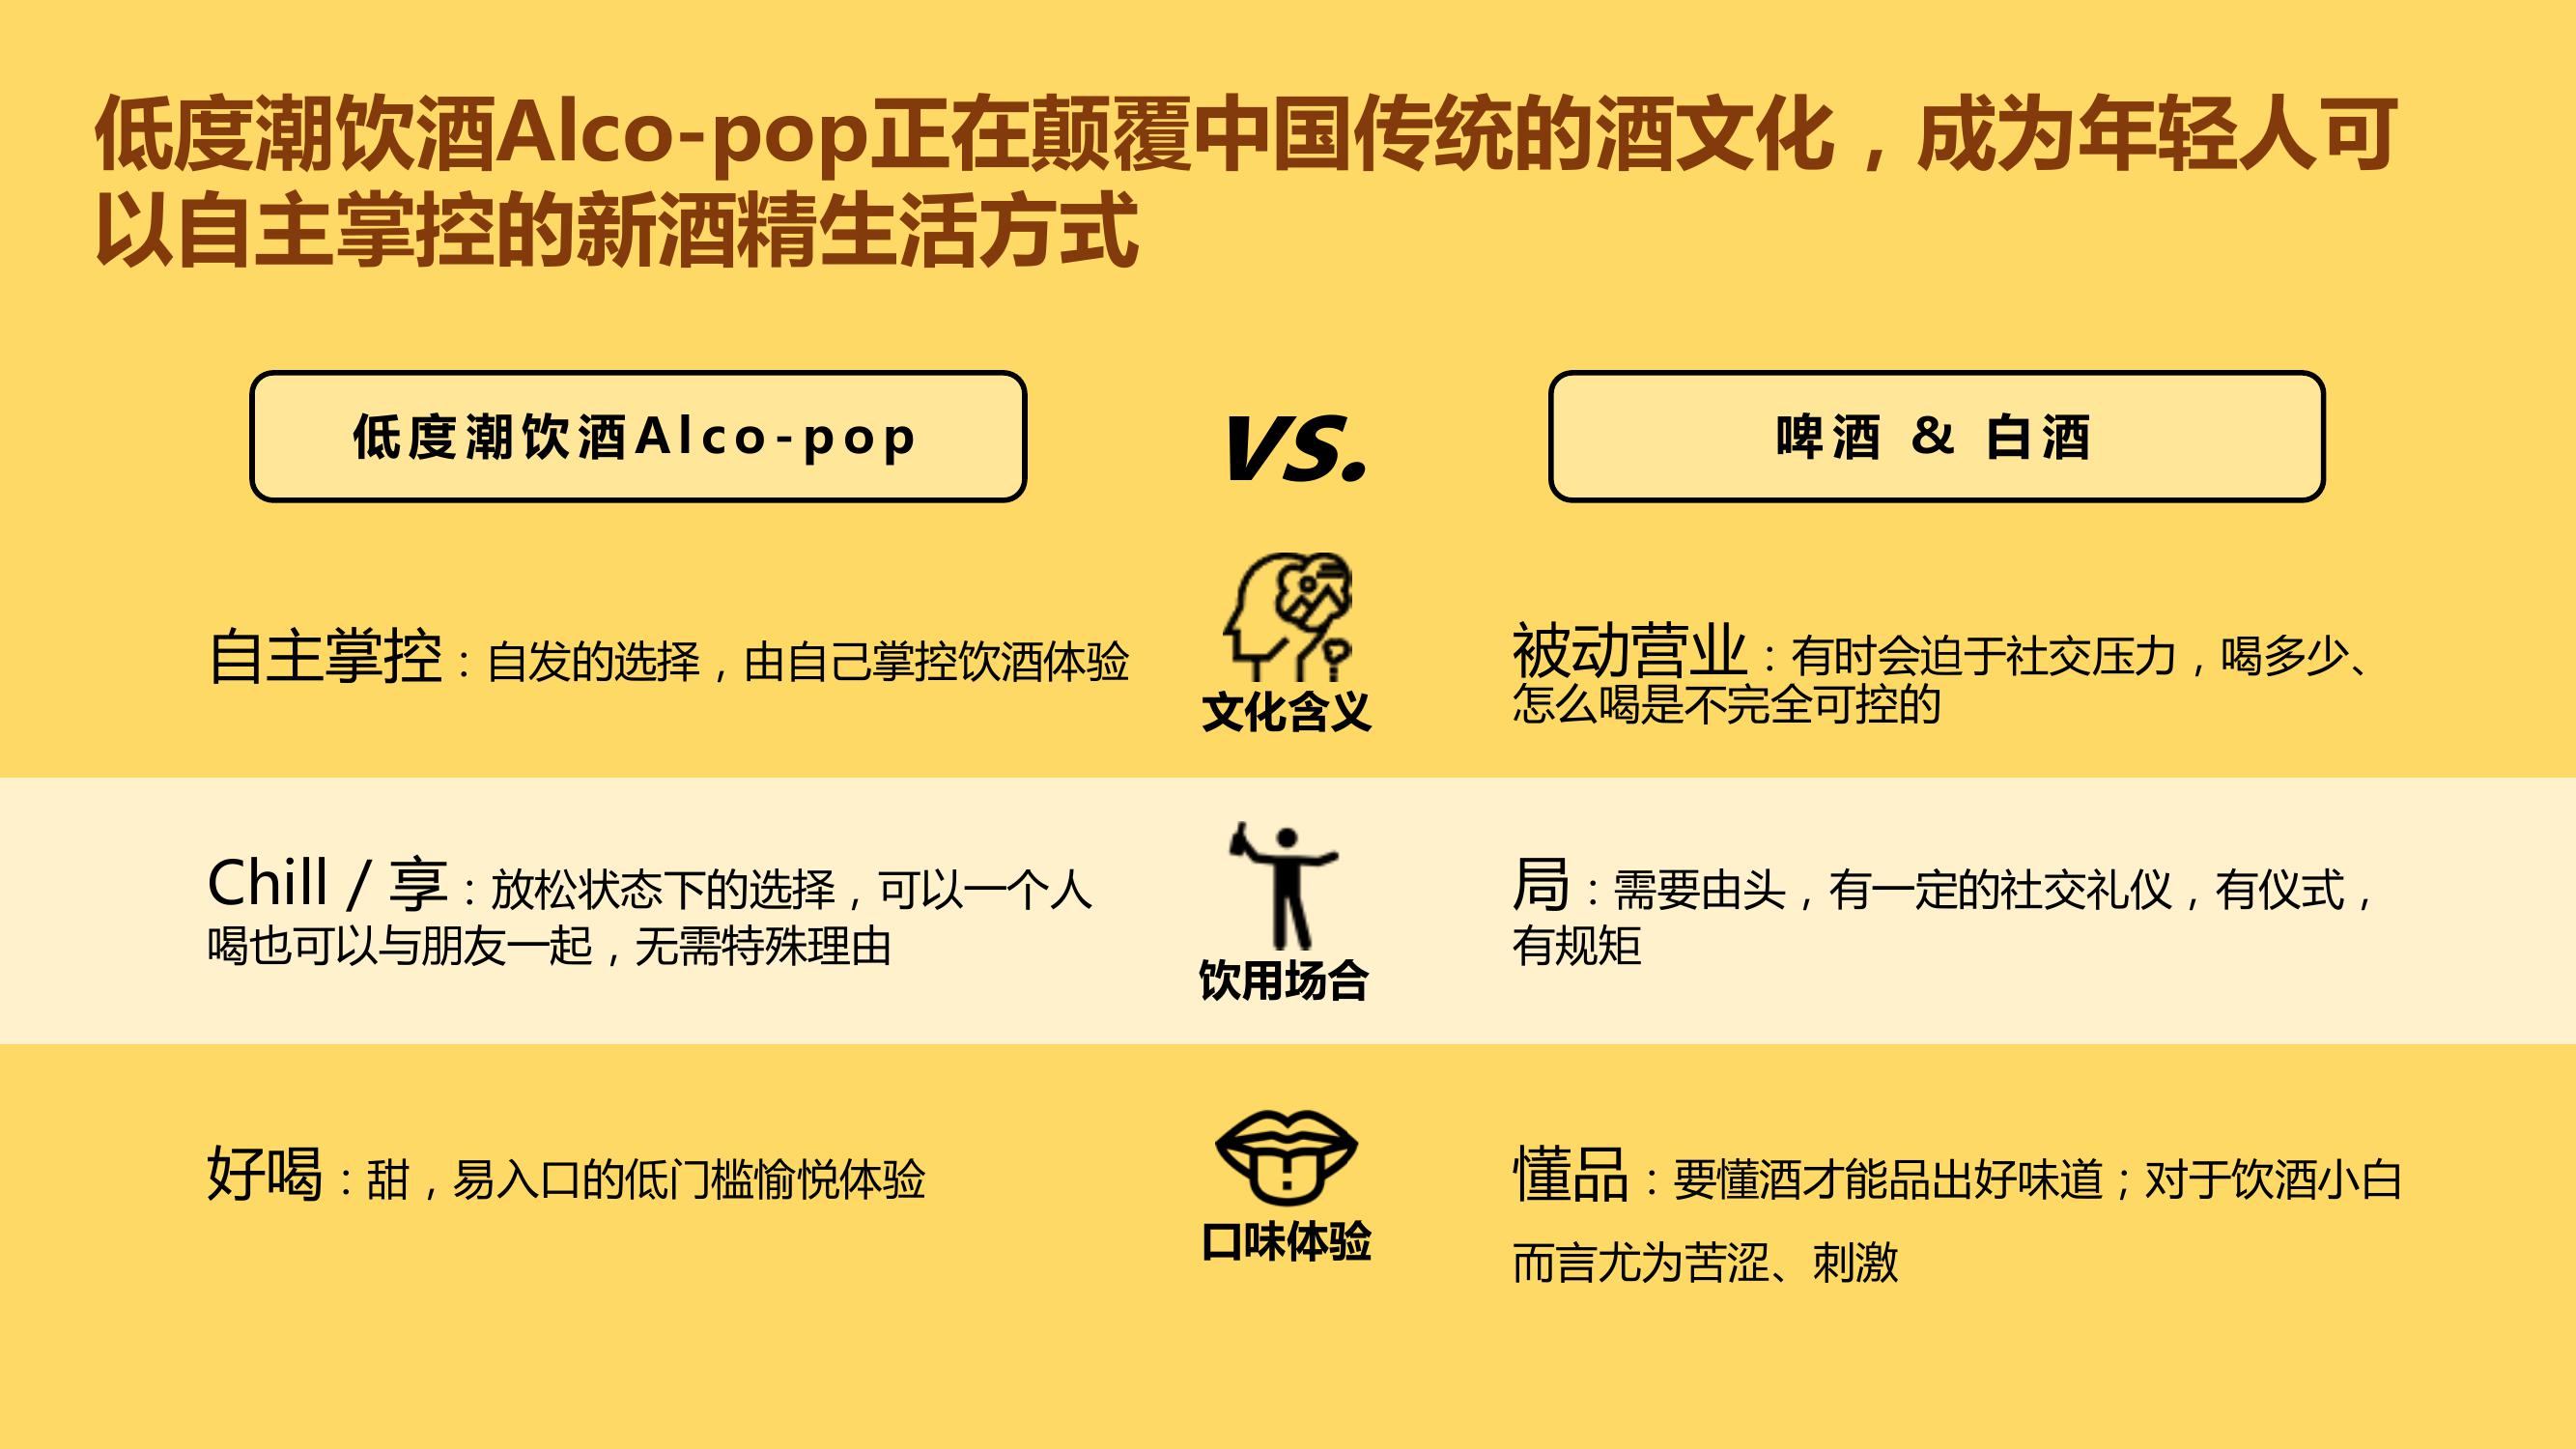 低度潮饮酒Alco-pop正在颠覆中国传统的酒文化，成为年轻人可
以自主掌控的新酒精生活方式
低度潮饮酒Alco-pop
VS.
啤酒 & 白酒
自主掌控：自发的选择，由自己掌控饮酒体验
文化含义
被动营业：有时会迫于社交压力，喝多少、
怎么喝是不完全可控的
Chill / 享：放松状态下的选择，可以一个人
喝也可以与朋友一起，无需特殊理由
饮用场合
局：需要由头，有一定的社交礼仪，有仪式，
有规矩
好喝：甜，易入口的低门槛愉悦体验
口味体验
懂品：要懂酒才能品出好味道；对于饮酒小白
而言尤为苦涩、刺激